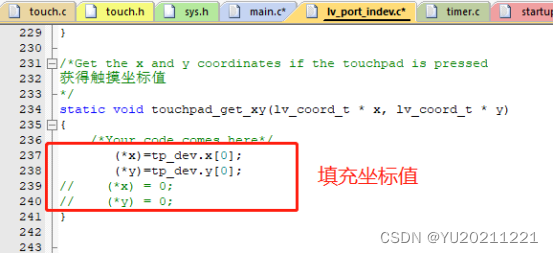 touch.c touch.h sys.h main.c* lv_port_indev.c* timer.c startup
229 }
230
231 /*Get the x and y coordinates if the touchpad is pressed
232 获得触摸坐标值
233 */
234 static void touchpad_get_xy(lv_coord_t * x, lv_coord_t * y)
235 {
236 /*Your code comes here*/
237 (*x)=tp_dev.x[0];
238 (*y)=tp_dev.y[0];
239 // (*x) = 0;
240 // (*y) = 0;
241 }
242
243
填充坐标值
CSDN @YU20211221